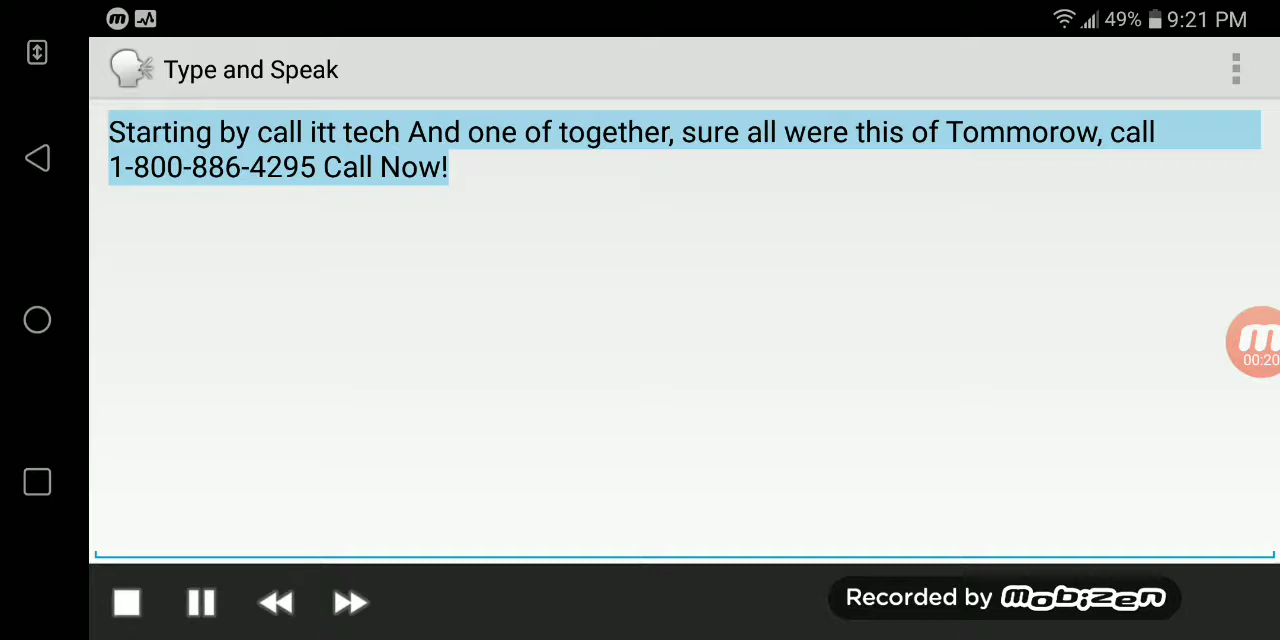 m 49% 9:21 PM
Type and Speak
Starting by call itt tech And one of together, sure all were this of Tommorow, call
1-800-886-4295 Call Now!
m
00:20
Recorded by mobizen